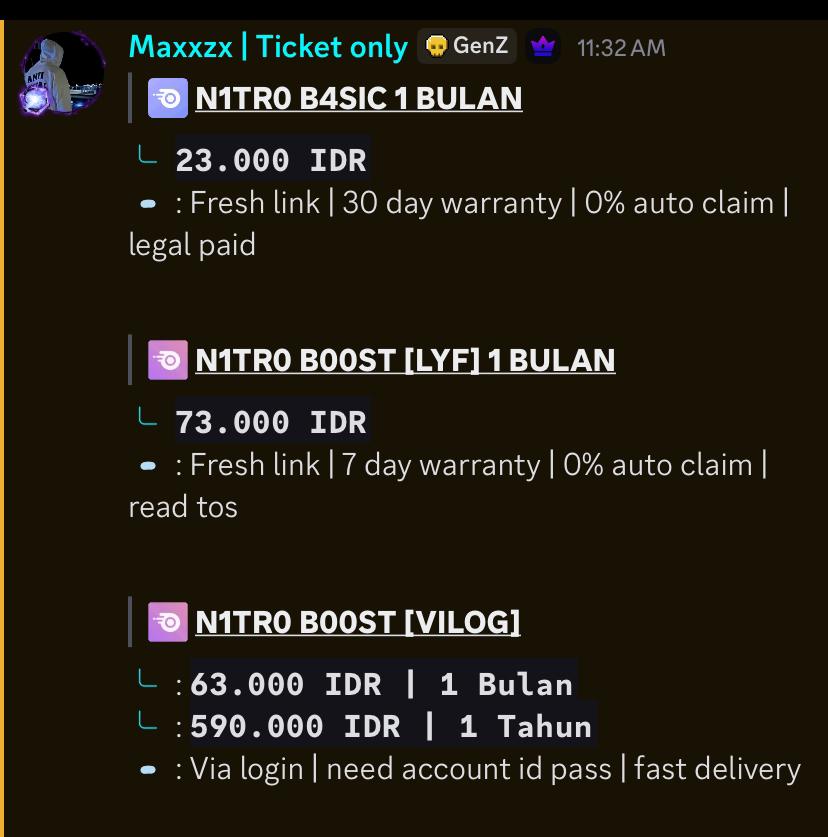 Maxxzx | Ticket only GenZ 11:32 AM
N1TR0 B4SIC 1 BULAN
23.000 IDR
: Fresh link | 30 day warranty | 0% auto claim |
legal paid
N1TR0 B00ST [LYF] 1 BULAN
73.000 IDR
: Fresh link | 7 day warranty | 0% auto claim |
read tos
N1TR0 B00ST [VILOG]
: 63.000 IDR | 1 Bulan
: 590.000 IDR | 1 Tahun
: Via login | need account id pass | fast delivery